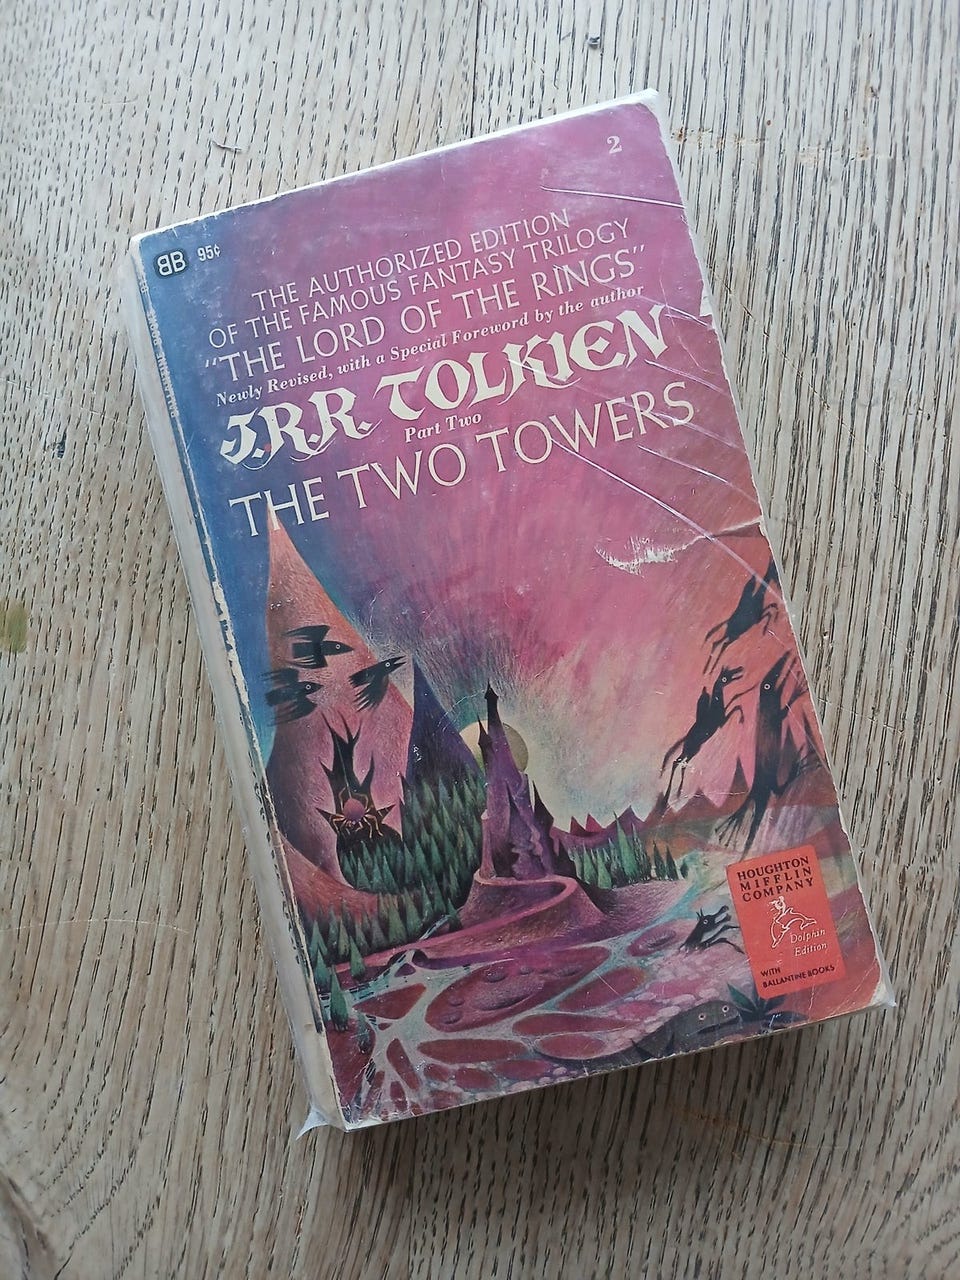 2
BB 95¢
THE AUTHORIZED EDITION
OF THE FAMOUS FANTASY TRILOGY
"THE LORD OF THE RINGS"
Newly Revised, with a Special Foreword by the author
J.R.R. TOLKIEN
Part Two
THE TWO TOWERS
HOUGHTON
MIFFLIN
COMPANY
Dolphin
Edition
WITH
BALLANTINE BOOKS
BALLANTINE BOOKS